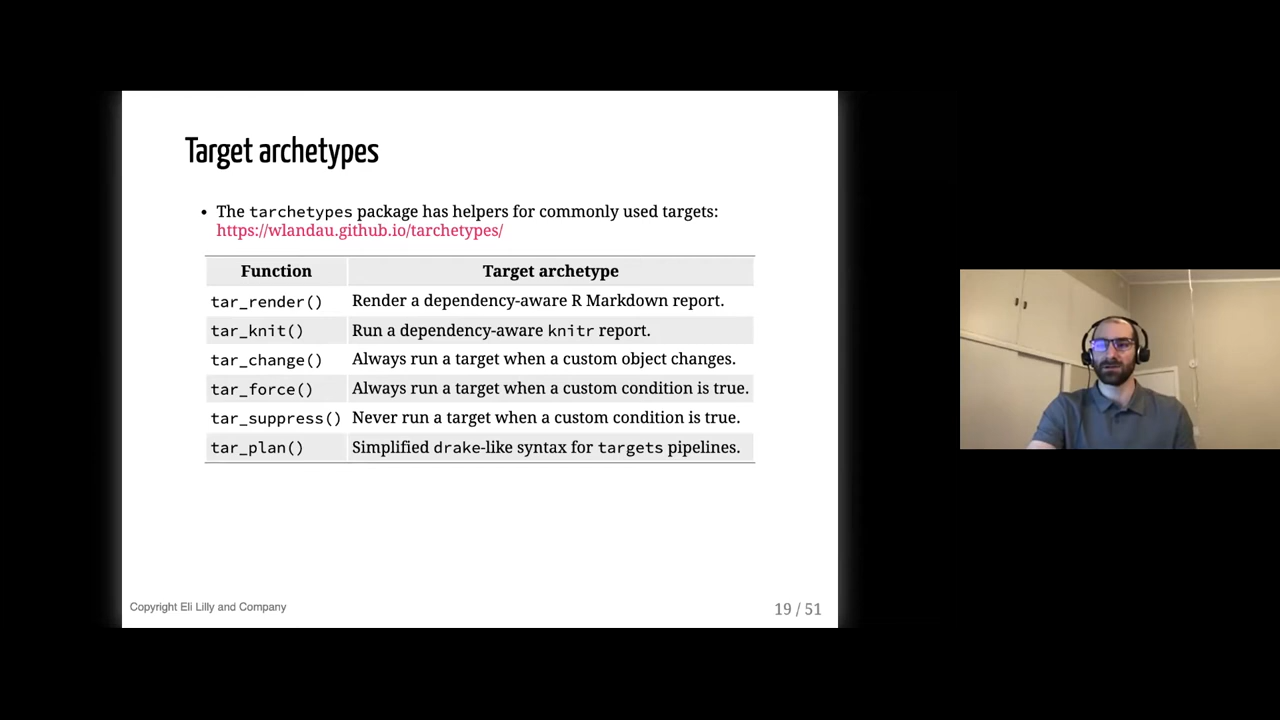 Target archetypes
• The tarchetypes package has helpers for commonly used targets:
https://wlandau.github.io/tarchetypes/
Function Target archetype
tar_render() Render a dependency-aware R Markdown report.
tar_knit() Run a dependency-aware knitr report.
tar_change() Always run a target when a custom object changes.
tar_force() Always run a target when a custom condition is true.
tar_suppress() Never run a target when a custom condition is true.
tar_plan() Simplified drake-like syntax for targets pipelines.
Copyright Eli Lilly and Company 19 / 51